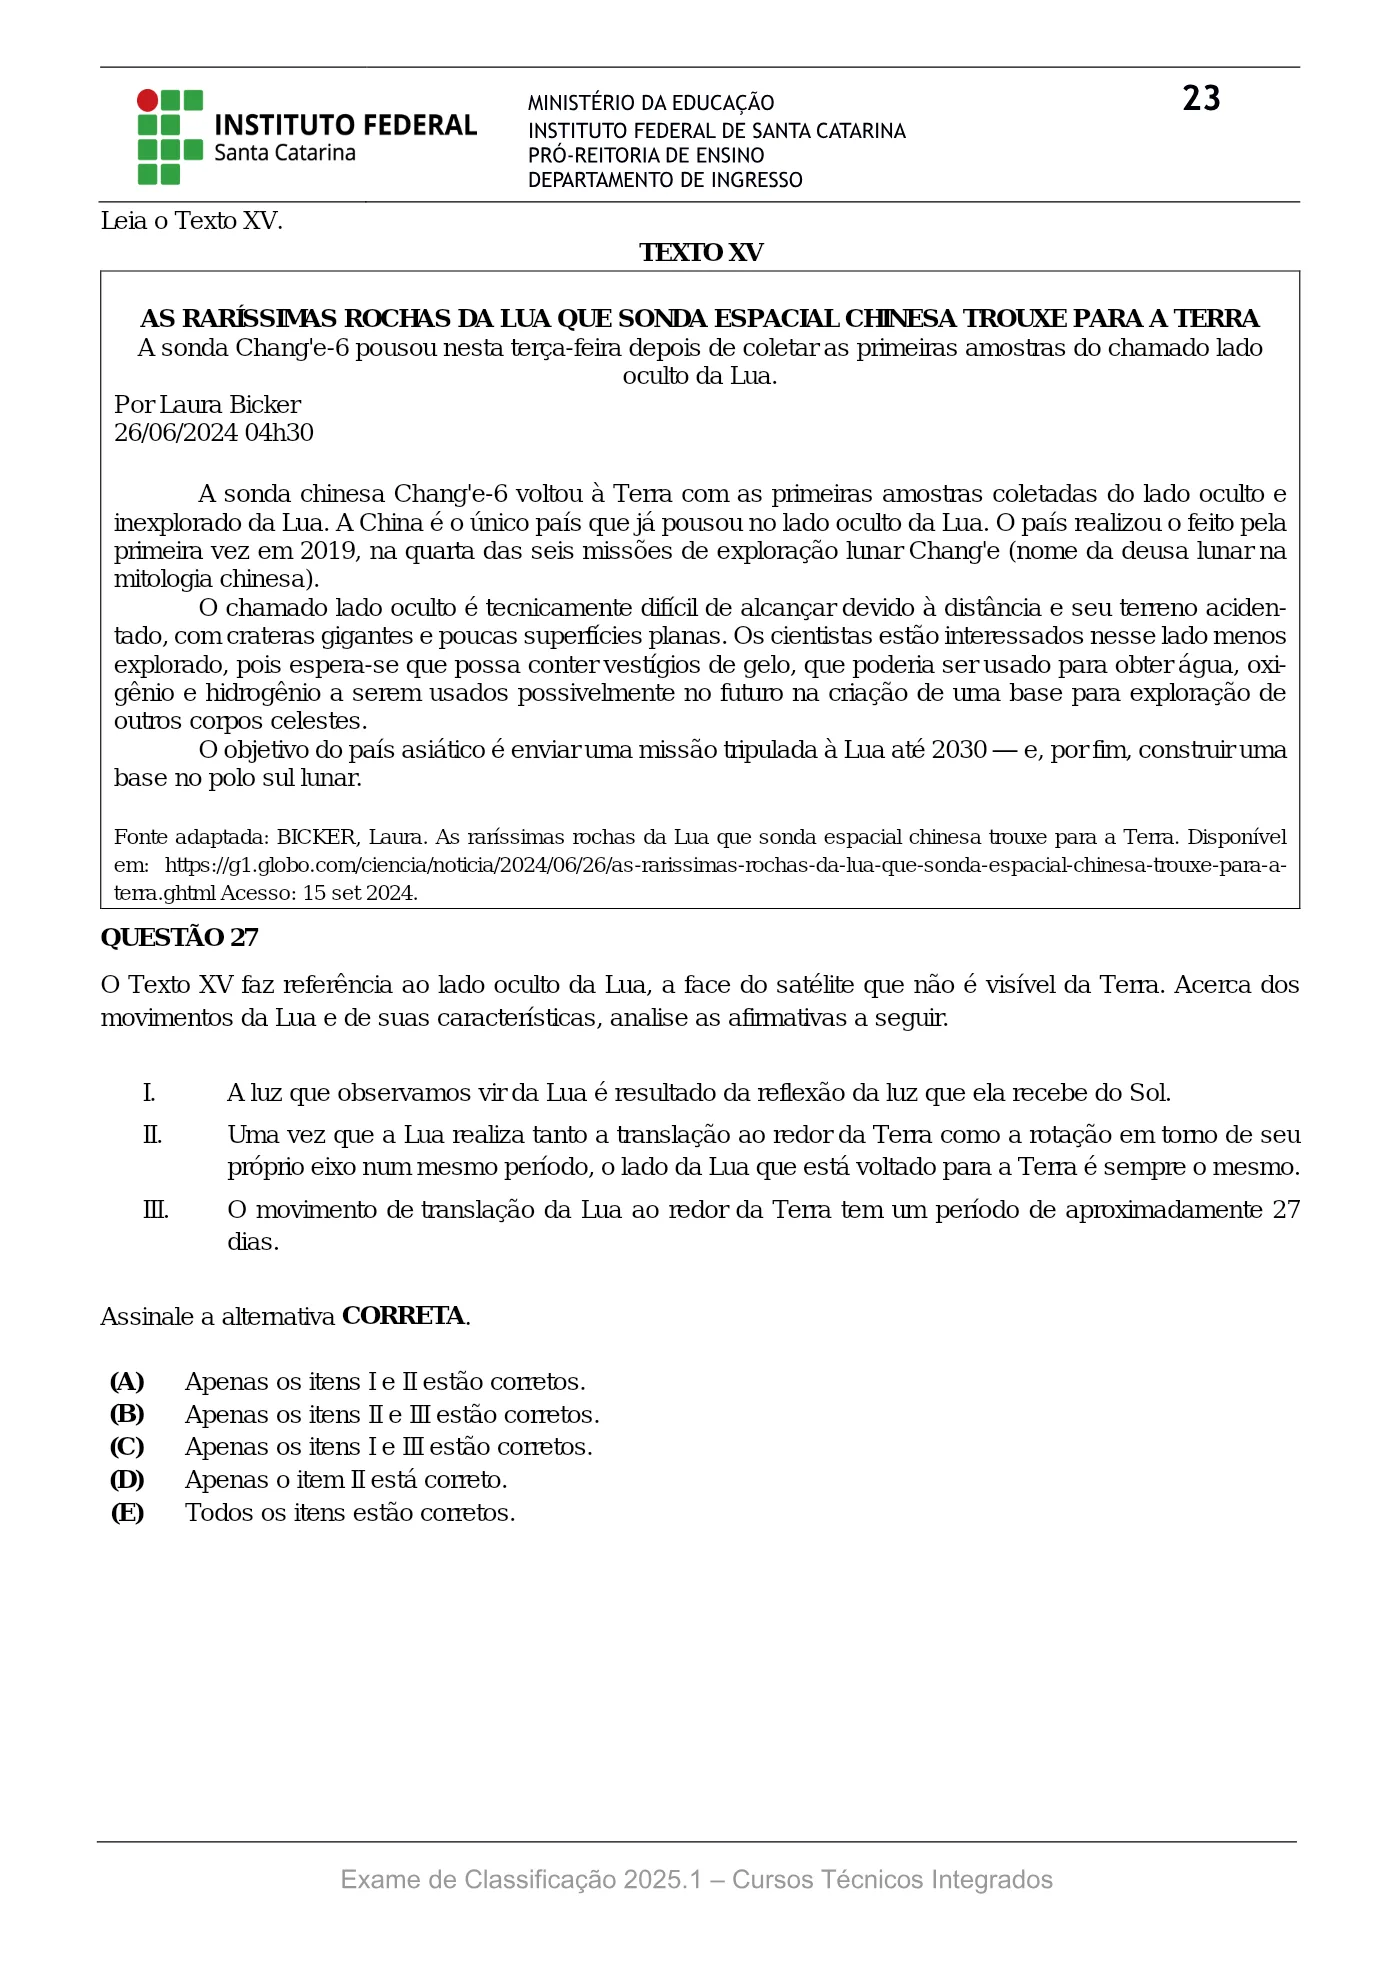 INSTITUTO FEDERAL
Santa Catarina
MINISTÉRIO DA EDUCAÇÃO
INSTITUTO FEDERAL DE SANTA CATARINA
PRÓ-REITORIA DE ENSINO
DEPARTAMENTO DE INGRESSO
23
Leia o Texto XV.
TEXTO XV
AS RARÍSSIMAS ROCHAS DA LUA QUE SONDA ESPACIAL CHINESA TROUXE PARA A TERRA
A sonda Chang'e-6 pousou nesta terça-feira depois de coletar as primeiras amostras do chamado lado
oculto da Lua.
Por Laura Bicker
26/06/2024 04h30
A sonda chinesa Chang'e-6 voltou à Terra com as primeiras amostras coletadas do lado oculto e
inexplorado da Lua. A China é o único país que já pousou no lado oculto da Lua. O país realizou o feito pela
primeira vez em 2019, na quarta das seis missões de exploração lunar Chang'e (nome da deusa lunar na
mitologia chinesa).
O chamado lado oculto é tecnicamente difícil de alcançar devido à distância e seu terreno aciden-
tado, com crateras gigantes e poucas superfícies planas. Os cientistas estão interessados nesse lado menos
explorado, pois espera-se que possa conter vestígios de gelo, que poderia ser usado para obter água, oxi-
gênio e hidrogênio a serem usados possivelmente no futuro na criação de uma base para exploração de
outros corpos celestes.
O objetivo do país asiático é enviar uma missão tripulada à Lua até 2030 — e, por fim, construir uma
base no polo sul lunar.
Fonte adaptada: BICKER, Laura. As raríssimas rochas da Lua que sonda espacial chinesa trouxe para a Terra. Disponível
em: https://g1.globo.com/ciencia/noticia/2024/06/26/as-rarissimas-rochas-da-lua-que-sonda-espacial-chinesa-trouxe-para-a-
terra.ghtml Acesso: 15 set 2024.
QUESTÃO 27
O Texto XV faz referência ao lado oculto da Lua, a face do satélite que não é visível da Terra. Acerca dos
movimentos da Lua e de suas características, analise as afirmativas a seguir.
I. A luz que observamos vir da Lua é resultado da reflexão da luz que ela recebe do Sol.
II. Uma vez que a Lua realiza tanto a translação ao redor da Terra como a rotação em torno de seu
próprio eixo num mesmo período, o lado da Lua que está voltado para a Terra é sempre o mesmo.
III. O movimento de translação da Lua ao redor da Terra tem um período de aproximadamente 27
dias.
Assinale a alternativa CORRETA.
(A) Apenas os itens I e II estão corretos.
(B) Apenas os itens II e III estão corretos.
(C) Apenas os itens I e III estão corretos.
(D) Apenas o item II está correto.
(E) Todos os itens estão corretos.
Exame de Classificação 2025.1 – Cursos Técnicos Integrados